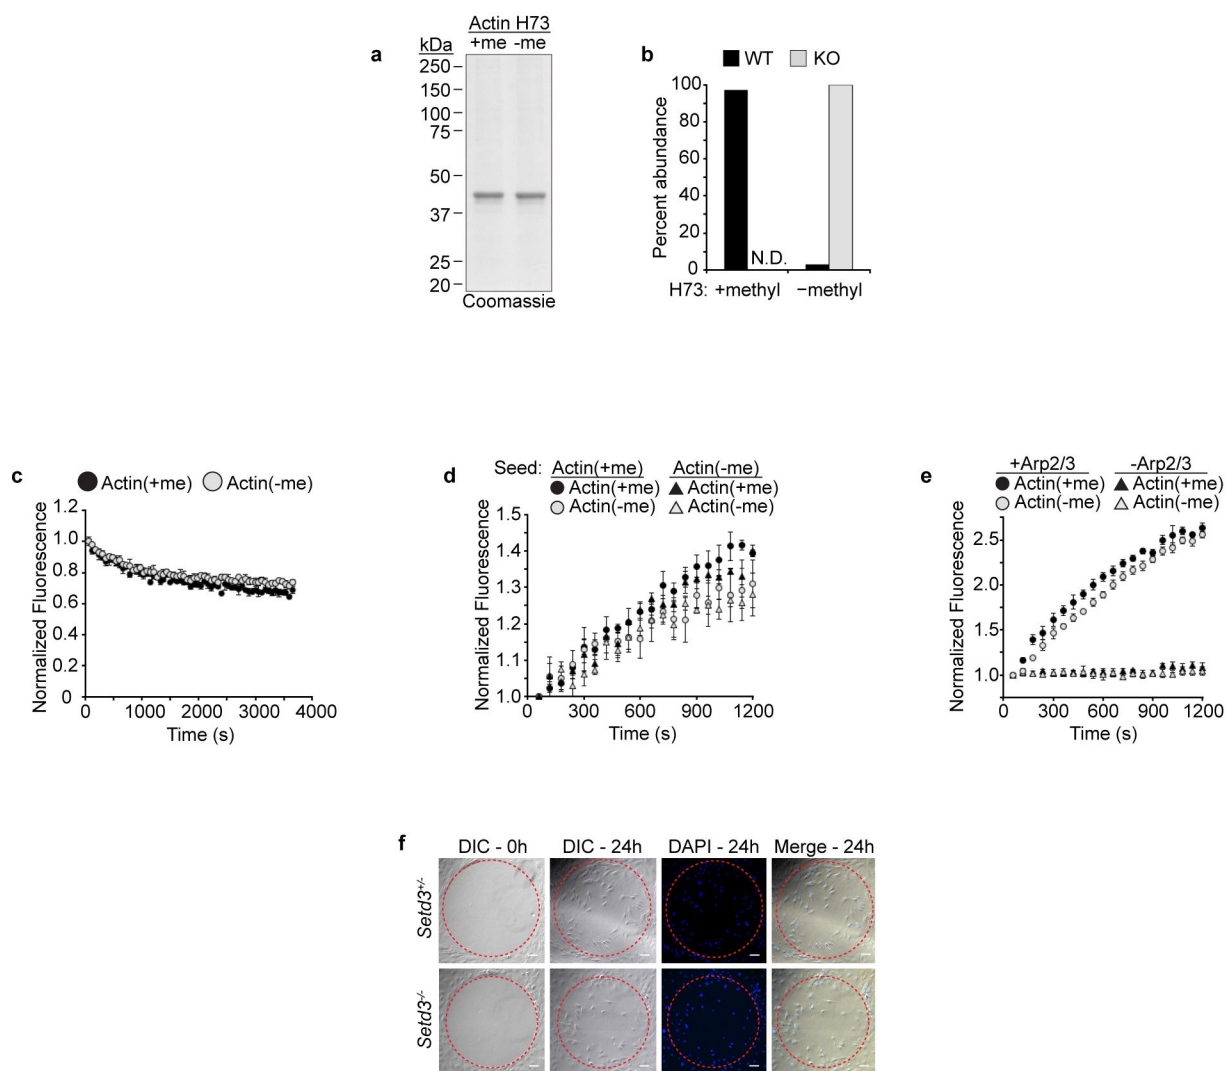 a
Actin H73
kDa +me -me
250
150
100
75
50
37
25
20
Coomassie
b
WT KO
Percent abundance
100
80
60
40
20
0
N.D.
H73: +methyl −methyl
c
Actin(+me) Actin(-me)
Normalized Fluorescence
1.2
1.0
0.8
0.6
0.4
0.2
0
0 1000 2000 3000 4000
Time (s)
d
Seed: Actin(+me) Actin(-me)
Actin(+me) Actin(+me)
Actin(-me) Actin(-me)
Normalized Fluorescence
1.5
1.4
1.3
1.2
1.1
1.0
0 300 600 900 1200
Time (s)
e
+Arp2/3 -Arp2/3
Actin(+me) Actin(+me)
Actin(-me) Actin(-me)
Normalized Fluorescence
2.5
2.0
1.5
1.0
300 600 900 1200
Time (s)
f
DIC - 0h DIC - 24h DAPI - 24h Merge - 24h
Setd3+/-
Setd3-/-